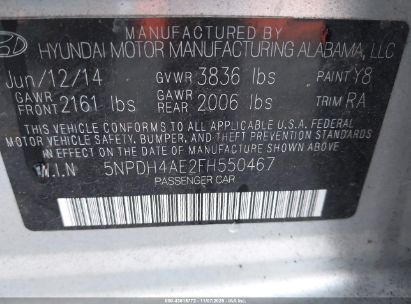 HYUNDAI MOTOR MANUFACTURING ALABAMA, LLC
Jun/12/14 GVWR 3836 lbs PAINT Y8
GAWR FRONT 2161 lbs GAWR REAR 2006 lbs TRIM RA
THIS VEHICLE CONFORMS TO ALL APPLICABLE U.S.A. FEDERAL
MOTOR VEHICLE SAFETY, BUMPER, AND THEFT PREVENTION STANDARDS
IN EFFECT ON THE DATE OF MANUFACTURE SHOWN ABOVE.
V.I.N 5NPDH4AE2FH550467
PASSENGER CAR